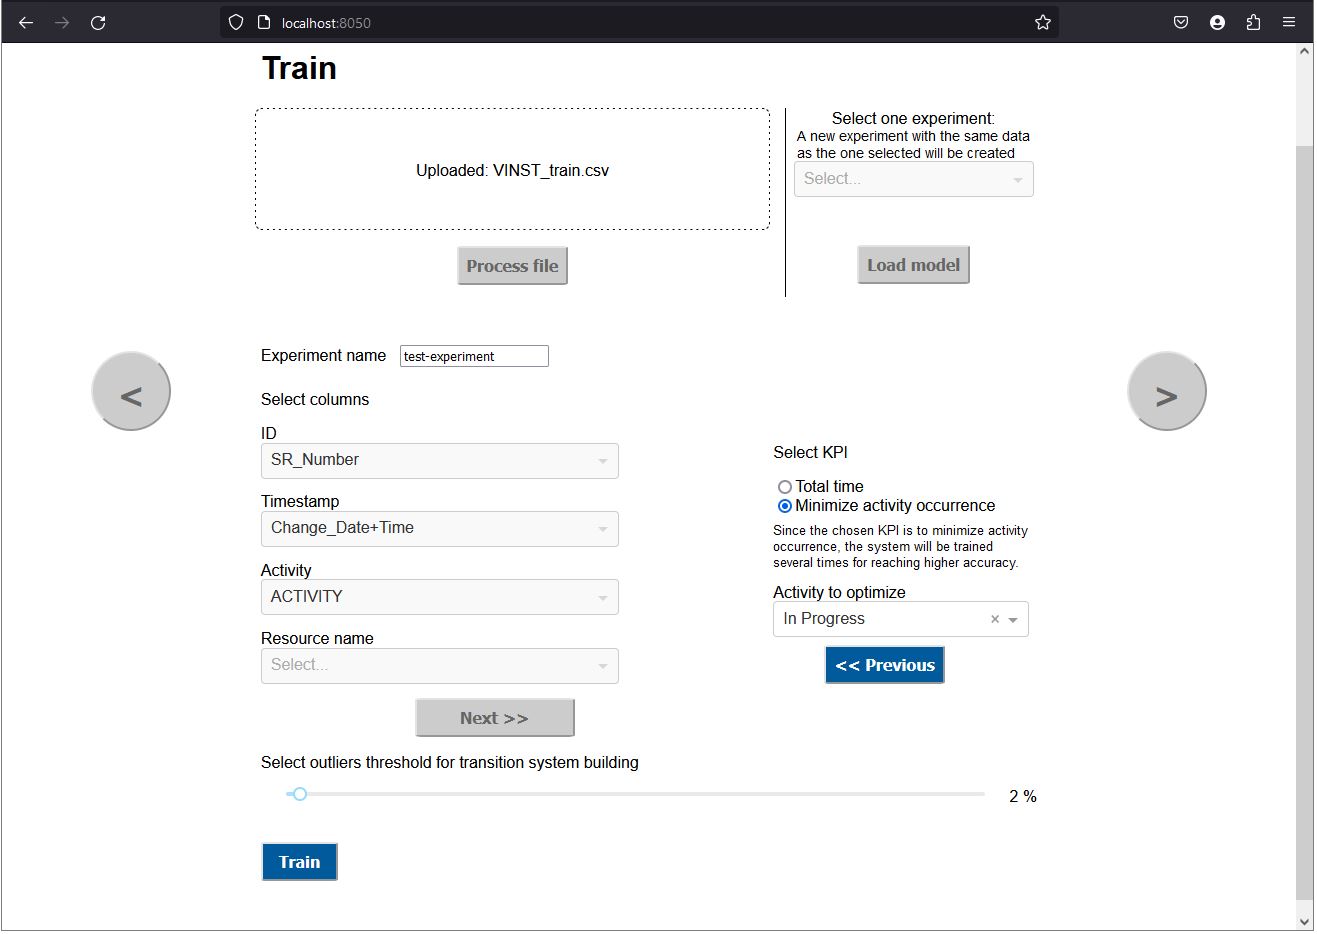 localhost:8050
Train
Uploaded: VINST_train.csv
Process file
Select one experiment:
A new experiment with the same data
as the one selected will be created
Select...
Load model
<
>
Experiment name test-experiment
Select columns
ID
SR_Number
Timestamp
Change_Date+Time
Activity
ACTIVITY
Resource name
Select...
Next >>
Select KPI
Total time
Minimize activity occurrence
Since the chosen KPI is to minimize activity
occurrence, the system will be trained
several times for reaching higher accuracy.
Activity to optimize
In Progress ×
<< Previous
Select outliers threshold for transition system building
2 %
Train